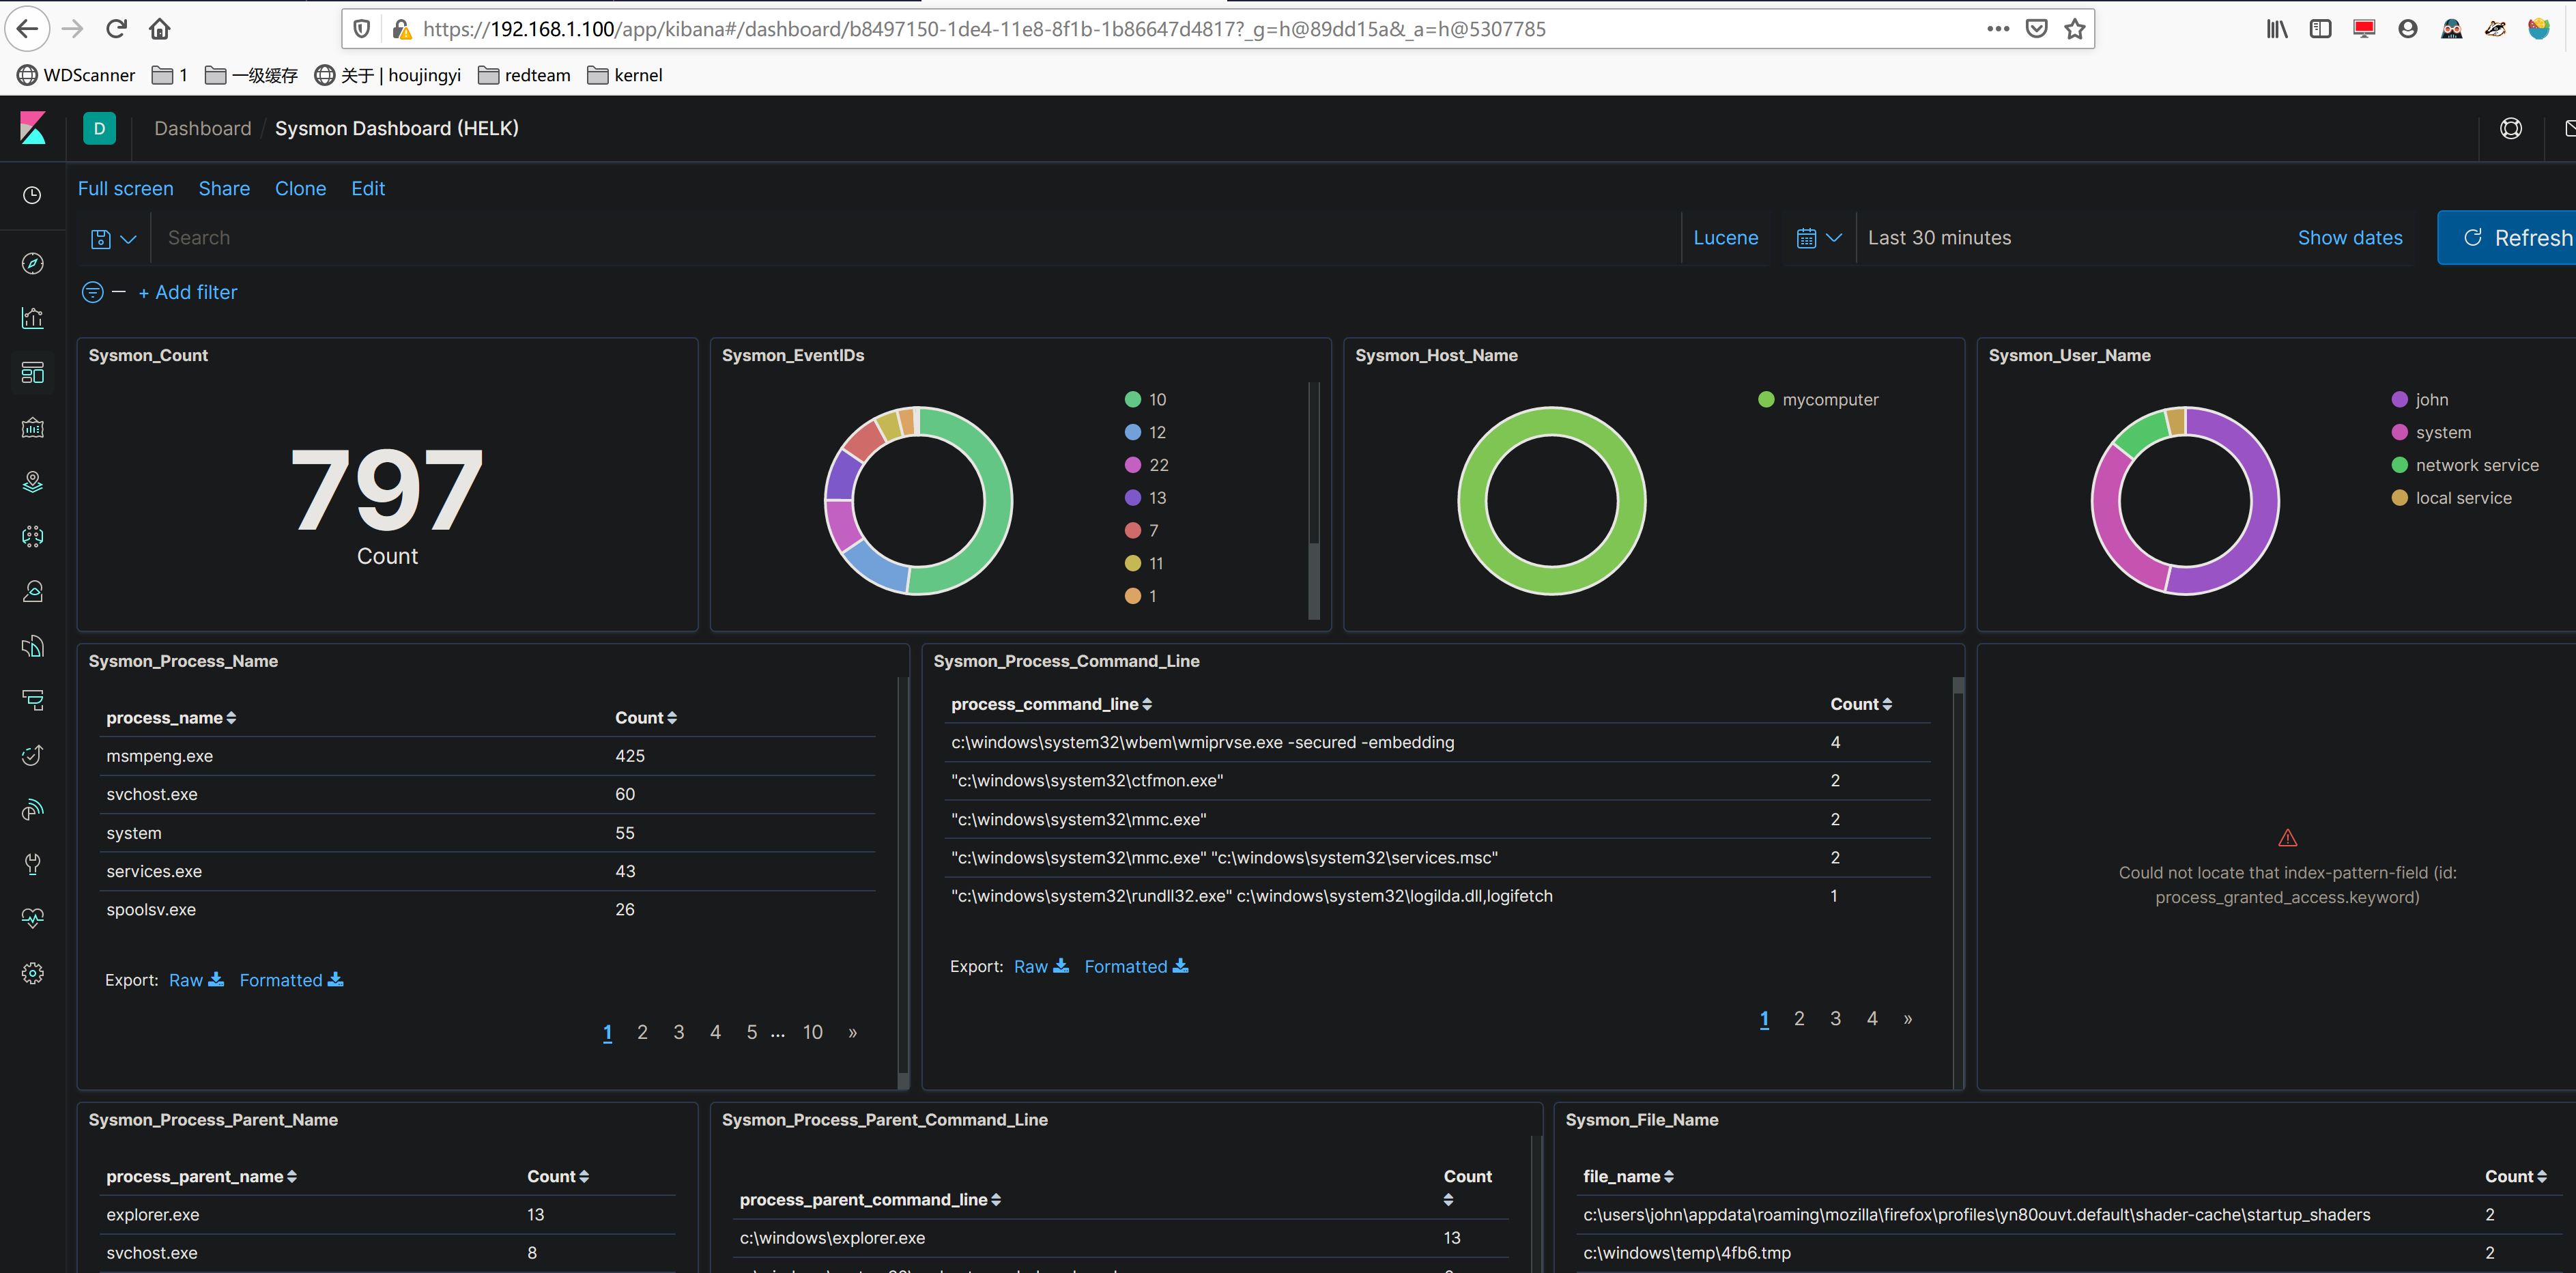 https://192.168.1.100/app/kibana#/dashboard/b8497150-1de4-11e8-8f1b-1b86647d4817?_g=h@89dd15a&_a=h@5307785
WDScanner 1 一级缓存 关于 | houjingyi redteam kernel
D Dashboard / Sysmon Dashboard (HELK)
Full screen Share Clone Edit
Search Lucene Last 30 minutes Show dates Refresh
+ Add filter
Sysmon_Count
797
Count
Sysmon_EventIDs
10
12
22
13
7
11
1
Sysmon_Host_Name
mycomputer
Sysmon_User_Name
john
system
network service
local service
Sysmon_Process_Name
process_name Count
msmpeng.exe 425
svchost.exe 60
system 55
services.exe 43
spoolsv.exe 26
Export: Raw Formatted
1 2 3 4 5 ... 10 »
Sysmon_Process_Command_Line
process_command_line Count
c:\windows\system32\wbem\wmiprvse.exe -secured -embedding 4
"c:\windows\system32\ctfmon.exe" 2
"c:\windows\system32\mmc.exe" 2
"c:\windows\system32\mmc.exe" "c:\windows\system32\services.msc" 2
"c:\windows\system32\rundll32.exe" c:\windows\system32\logilda.dll,logifetch 1
Export: Raw Formatted
1 2 3 4 »
Could not locate that index-pattern-field (id:
process_granted_access.keyword)
Sysmon_Process_Parent_Name
process_parent_name Count
explorer.exe 13
svchost.exe 8
Sysmon_Process_Parent_Command_Line
process_parent_command_line Count
c:\windows\explorer.exe 13
Sysmon_File_Name
file_name Count
c:\users\john\appdata\roaming\mozilla\firefox\profiles\yn80ouvt.default\shader-cache\startup_shaders 2
c:\windows\temp\4fb6.tmp 2